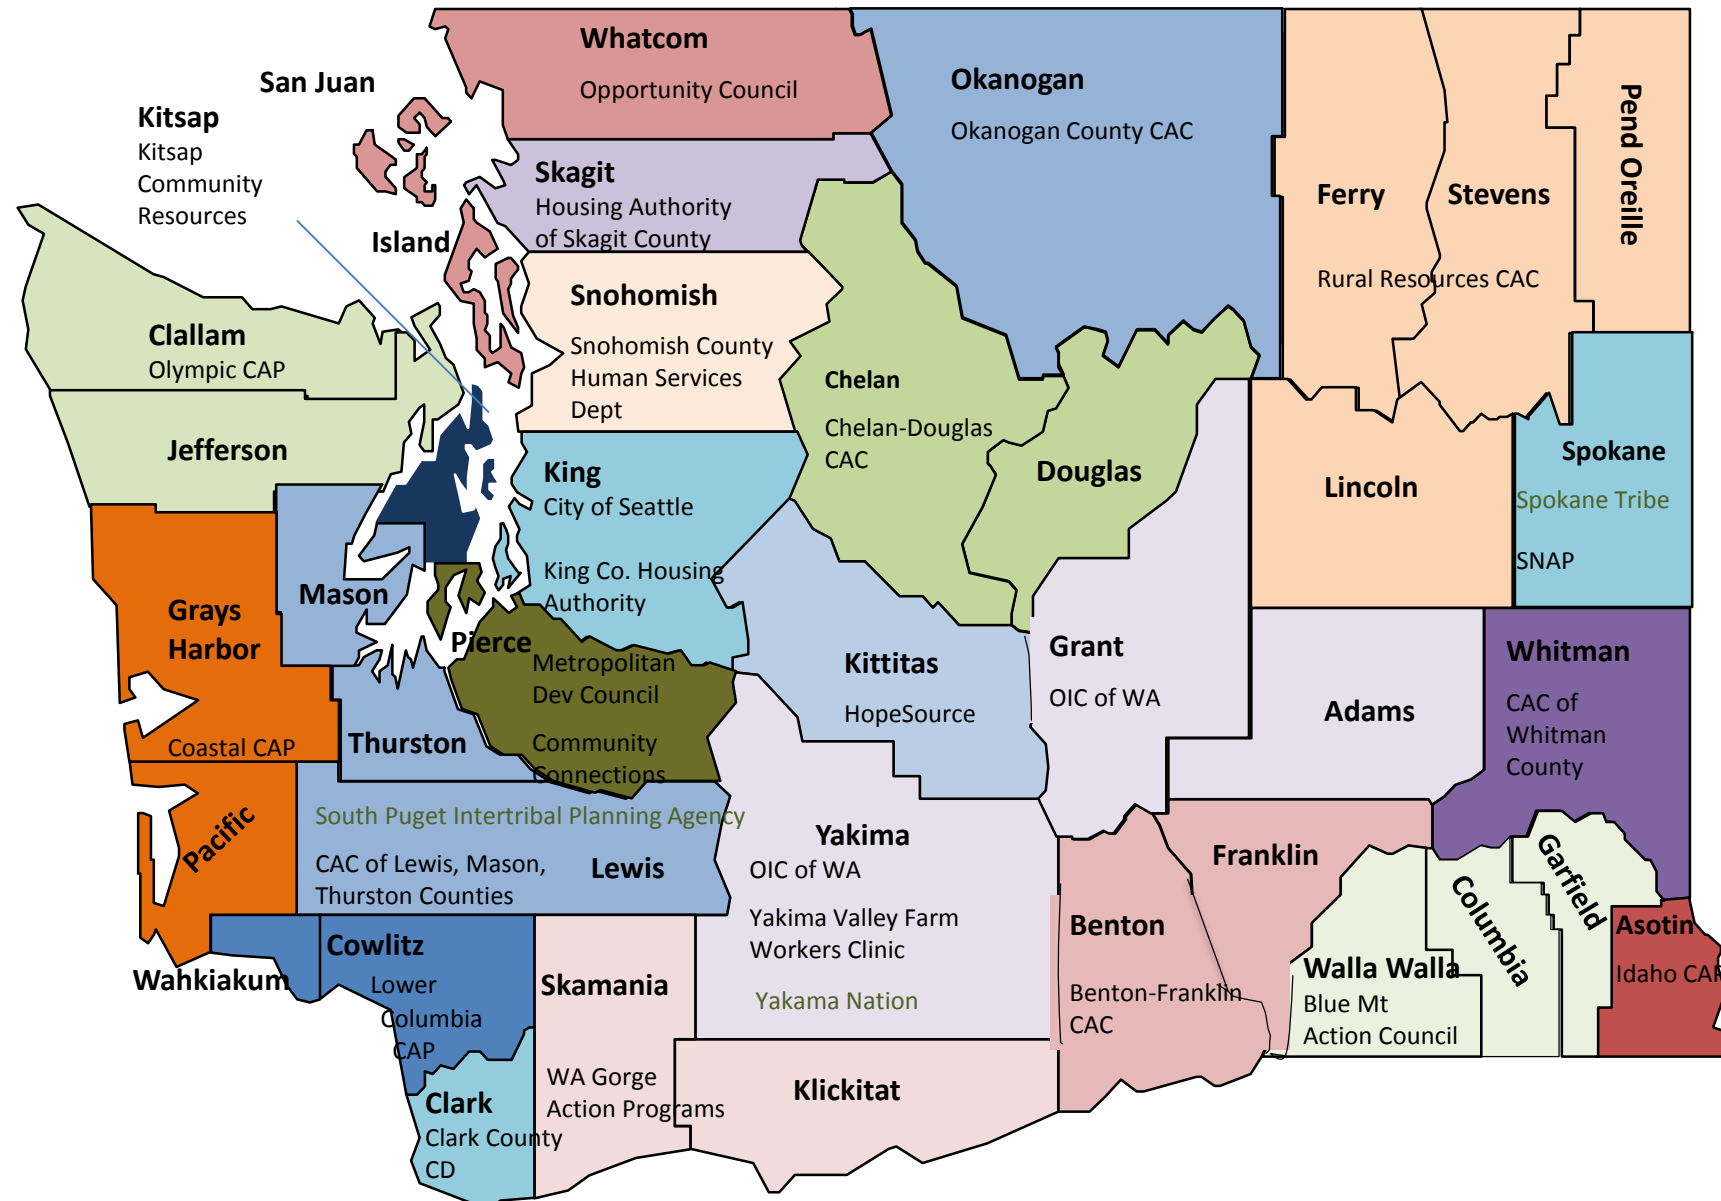 Whatcom
Opportunity Council
San Juan
Kitsap
Kitsap
Community
Resources
Okanogan
Okanogan County CAC
Pend Oreille
Skagit
Housing Authority
of Skagit County
Ferry
Stevens
Rural Resources CAC
Island
Snohomish
Snohomish County
Human Services
Dept
Clallam
Olympic CAP
Jefferson
Chelan
Chelan-Douglas
CAC
Douglas
King
City of Seattle
King Co. Housing
Authority
Lincoln
Spokane
Spokane Tribe
SNAP
Mason
Grays
Harbor
Coastal CAP
Pierce
Metropolitan
Dev Council
Community
Connections
Kittitas
HopeSource
Grant
OIC of WA
Adams
Whitman
CAC of
Whitman
County
Thurston
Pacific
South Puget Intertribal Planning Agency
CAC of Lewis, Mason,
Thurston Counties
Lewis
Yakima
OIC of WA
Yakima Valley Farm
Workers Clinic
Yakama Nation
Franklin
Benton
Benton-Franklin
CAC
Garfield
Columbia
Asotin
Idaho CAP
Walla Walla
Blue Mt
Action Council
Wahkiakum
Cowlitz
Lower
Columbia
CAP
Skamania
WA Gorge
Action Programs
Klickitat
Clark
Clark County
CD